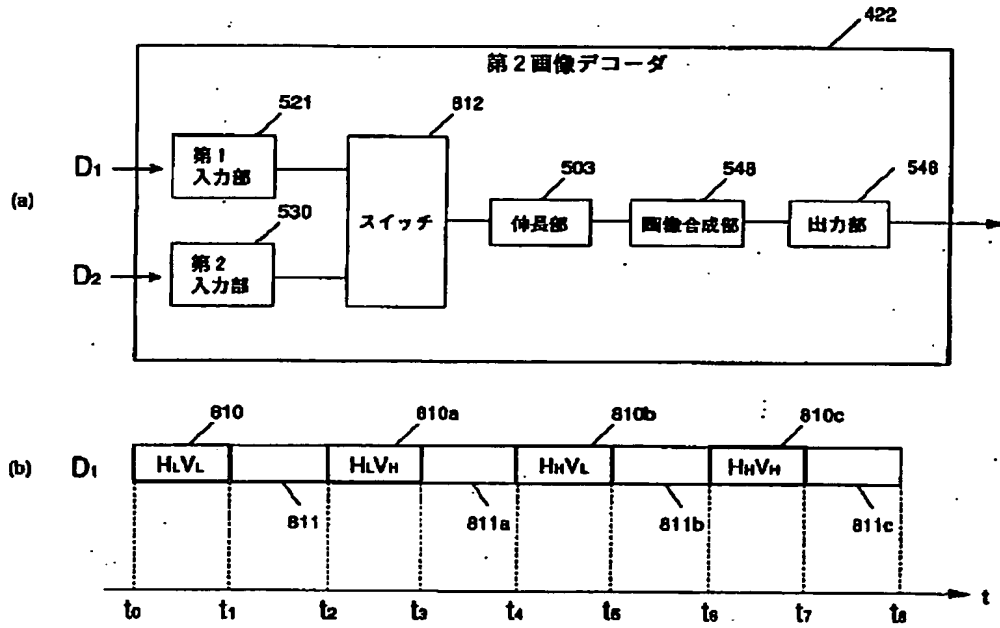 422
第2画像デコーダ
521
812
D₁
第1
入力部
503
548
546
(a)
スイッチ
伸長部
画像合成部
出力部
530
D₂
第2
入力部
810
810a
810b
810c
(b)
D₁
HLVL
HLVH
HHVL
HHVH
811
811a
811b
811c
t₀ t₁ t₂ t₃ t₄ t₅ t₆ t₇ t₈ t